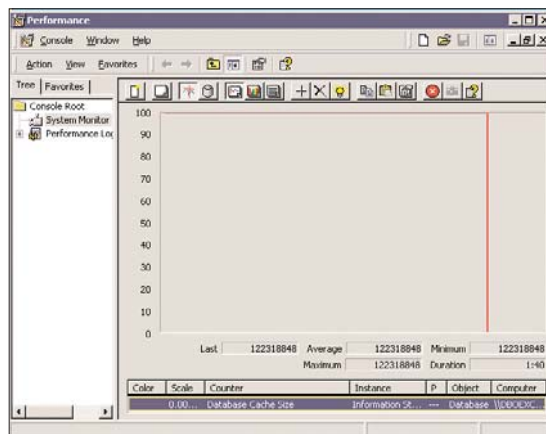 Performance
Console Window Help
Action View Favorites
Tree Favorites
Console Root
System Monitor
Performance Log
100
90
80
70
60
50
40
30
20
10
0
Last 122318848 Average 122318848 Minimum 122318848
Maximum 122318848 Duration 1:40
Color Scale Counter Instance P Object Computer
0.00... Database Cache Size Information St... --- Database \\DBOEXC...